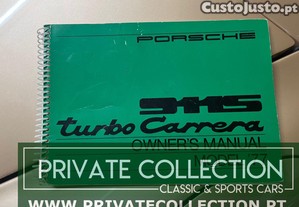 CustoJusto.pt
PORSCHE
911S
turbo Carrera
OWNER'S MANUAL
PRIVATE COLLECTION
CLASSIC & SPORTS CARS
WWW.PRIVATECOLLECTION.PT